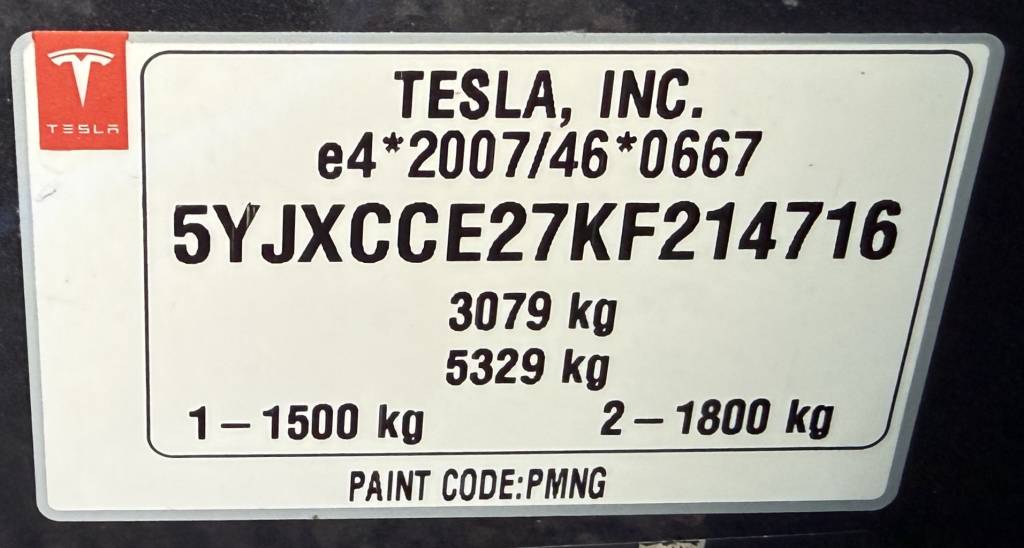 TESLA
TESLA, INC.
e4*2007/46*0667
5YJXCCE27KF214716
3079 kg
5329 kg
1 – 1500 kg 2 – 1800 kg
PAINT CODE:PMNG